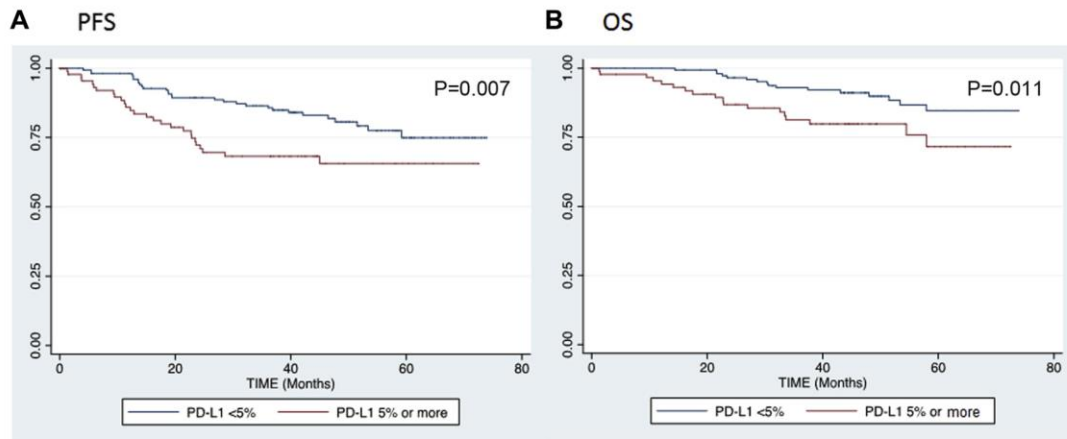 A PFS
P=0.007
1.00
0.75
0.50
0.25
0.00
0 20 40 60 80
TIME (Months)
PD-L1 <5% PD-L1 5% or more
B OS
P=0.011
1.00
0.75
0.50
0.25
0.00
0 20 40 60 80
TIME (Months)
PD-L1 <5% PD-L1 5% or more